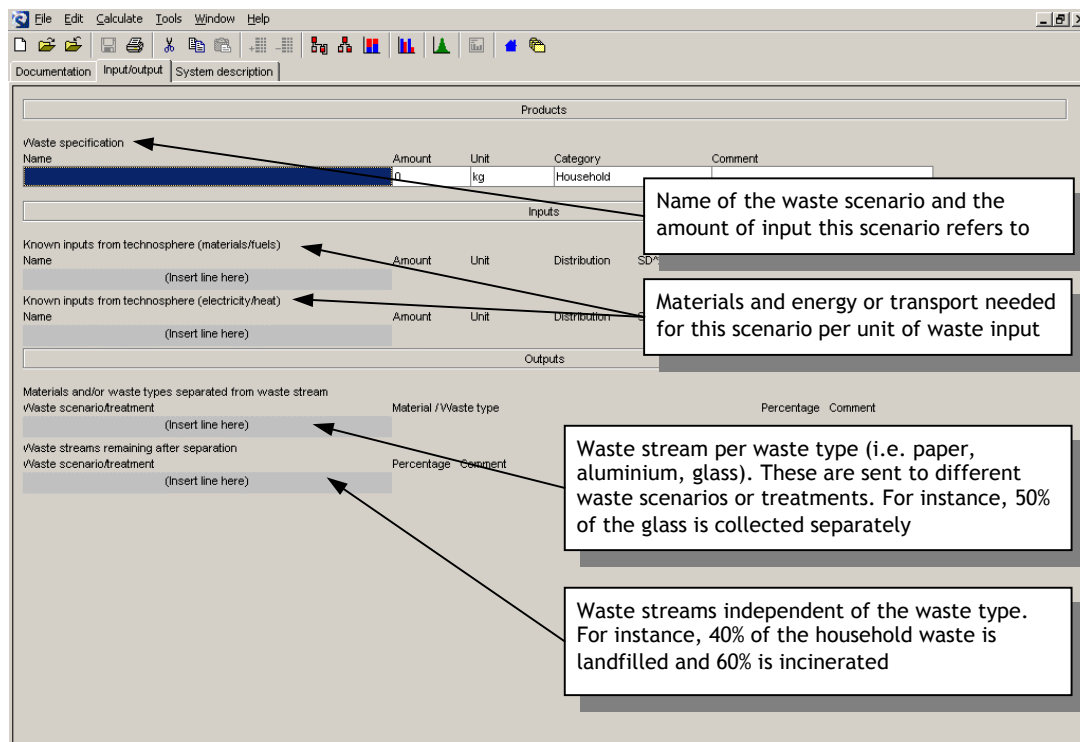 File Edit Calculate Tools Window Help
Documentation Input/output System description
Products
Waste specification
Name Amount Unit Category Comment
0 kg Household
Name of the waste scenario and the
amount of input this scenario refers to
Inputs
Known inputs from technosphere (materials/fuels)
Name Amount Unit Distribution
(Insert line here)
Materials and energy or transport needed
for this scenario per unit of waste input
Known inputs from technosphere (electricity/heat)
Name Amount Unit Distribution
(Insert line here)
Outputs
Materials and/or waste types separated from waste stream
Waste scenario/treatment Material / Waste type Percentage Comment
(Insert line here)
Waste stream per waste type (i.e. paper,
aluminium, glass). These are sent to different
waste scenarios or treatments. For instance, 50%
of the glass is collected separately
Waste streams remaining after separation
Waste scenario/treatment Percentage Comment
(Insert line here)
Waste streams independent of the waste type.
For instance, 40% of the household waste is
landfilled and 60% is incinerated